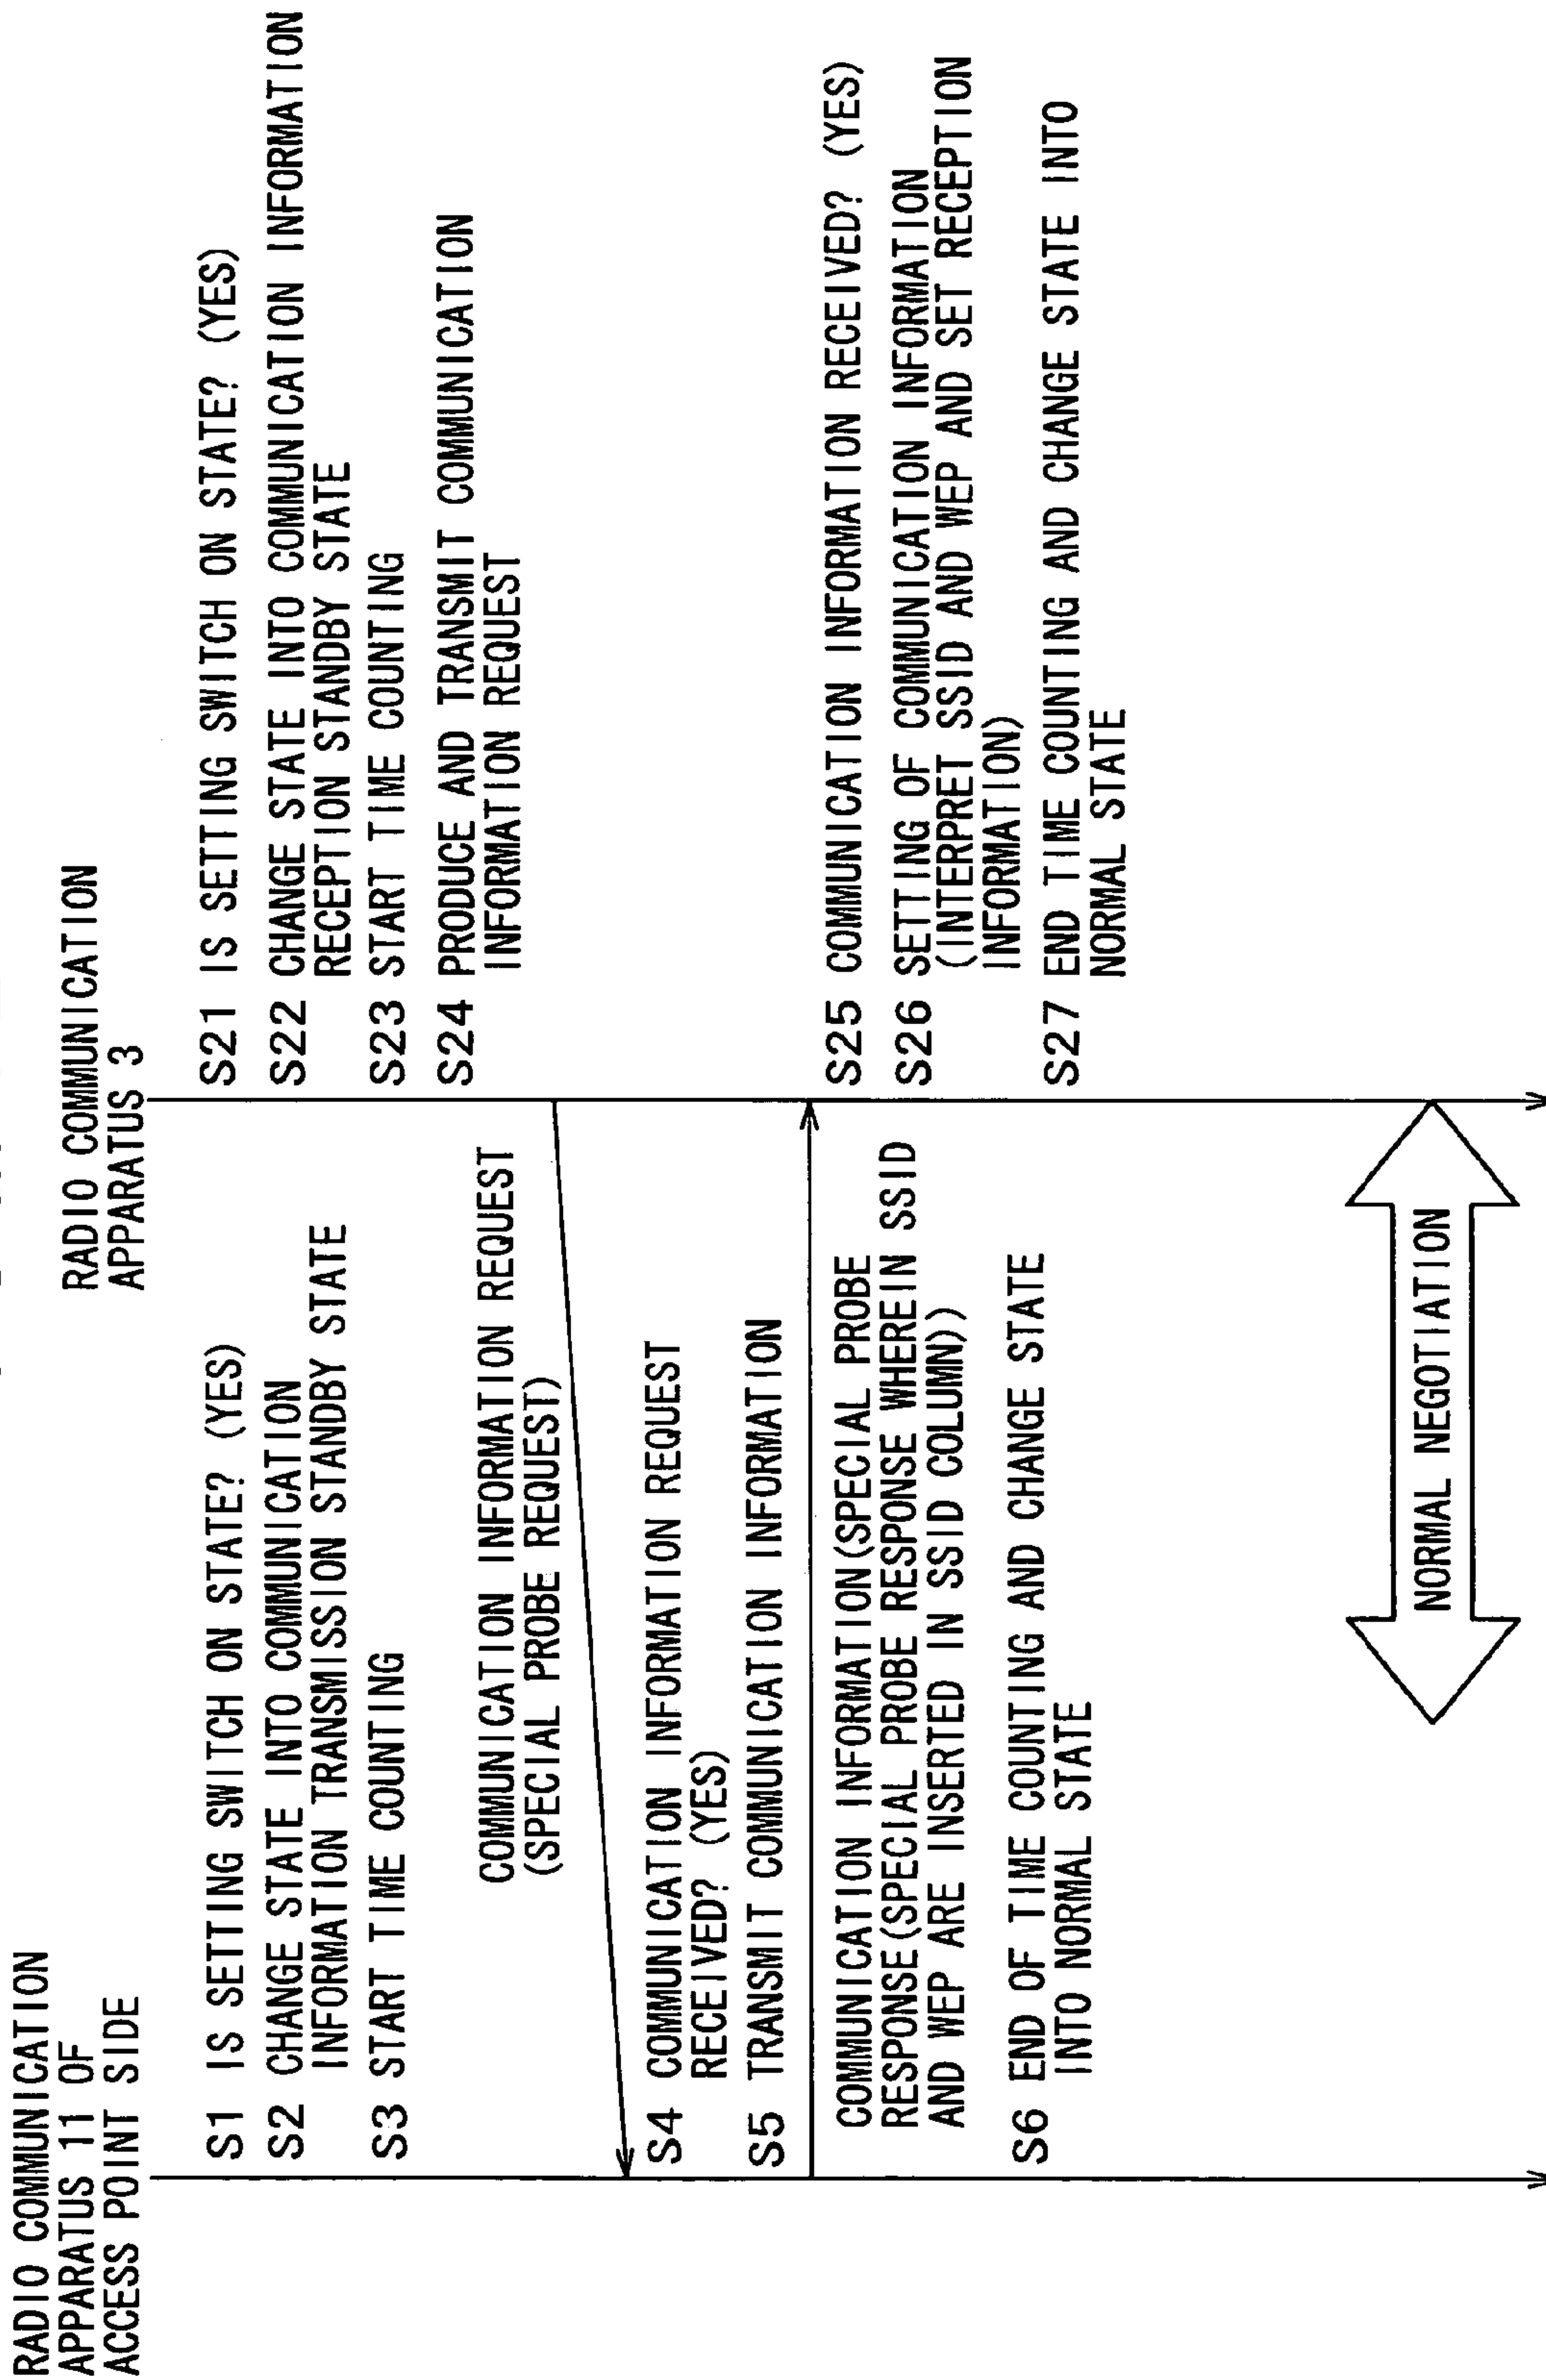 RADIO COMMUNICATION
APPARATUS 11 OF
ACCESS POINT SIDE
RADIO COMMUNICATION
APPARATUS 3
S1 IS SETTING SWITCH ON STATE? (YES)
S2 CHANGE STATE INTO COMMUNICATION
INFORMATION TRANSMISSION STANDBY STATE
S3 START TIME COUNTING
S21 IS SETTING SWITCH ON STATE? (YES)
S22 CHANGE STATE INTO COMMUNICATION INFORMATION
RECEPTION STANDBY STATE
S23 START TIME COUNTING
S24 PRODUCE AND TRANSMIT COMMUNICATION
INFORMATION REQUEST
COMMUNICATION INFORMATION REQUEST
(SPECIAL PROBE REQUEST)
S4 COMMUNICATION INFORMATION REQUEST
RECEIVED? (YES)
S5 TRANSMIT COMMUNICATION INFORMATION
COMMUNICATION INFORMATION(SPECIAL PROBE
RESPONSE(SPECIAL PROBE RESPONSE WHEREIN SSID
AND WEP ARE INSERTED IN SSID COLUMN))
S6 END OF TIME COUNTING AND CHANGE STATE
INTO NORMAL STATE
S25 COMMUNICATION INFORMATION RECEIVED? (YES)
S26 SETTING OF COMMUNICATION INFORMATION
(INTERPRET SSID AND WEP AND SET RECEPTION
INFORMATION)
S27 END TIME COUNTING AND CHANGE STATE INTO
NORMAL STATE
NORMAL NEGOTIATION